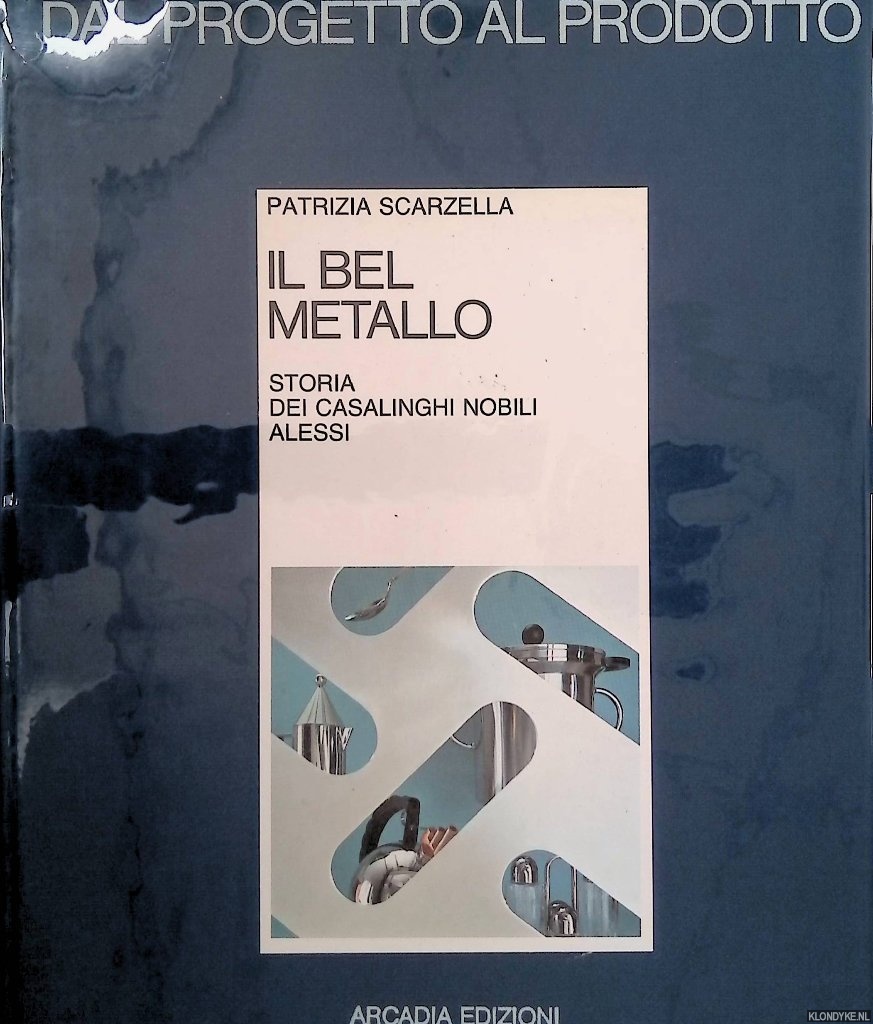 DAL PROGETTO AL PRODOTTO
PATRIZIA SCARZELLA
IL BEL
METALLO
STORIA
DEI CASALINGHI NOBILI
ALESSI
ARCADIA EDIZIONI
KLONDYKE.NL